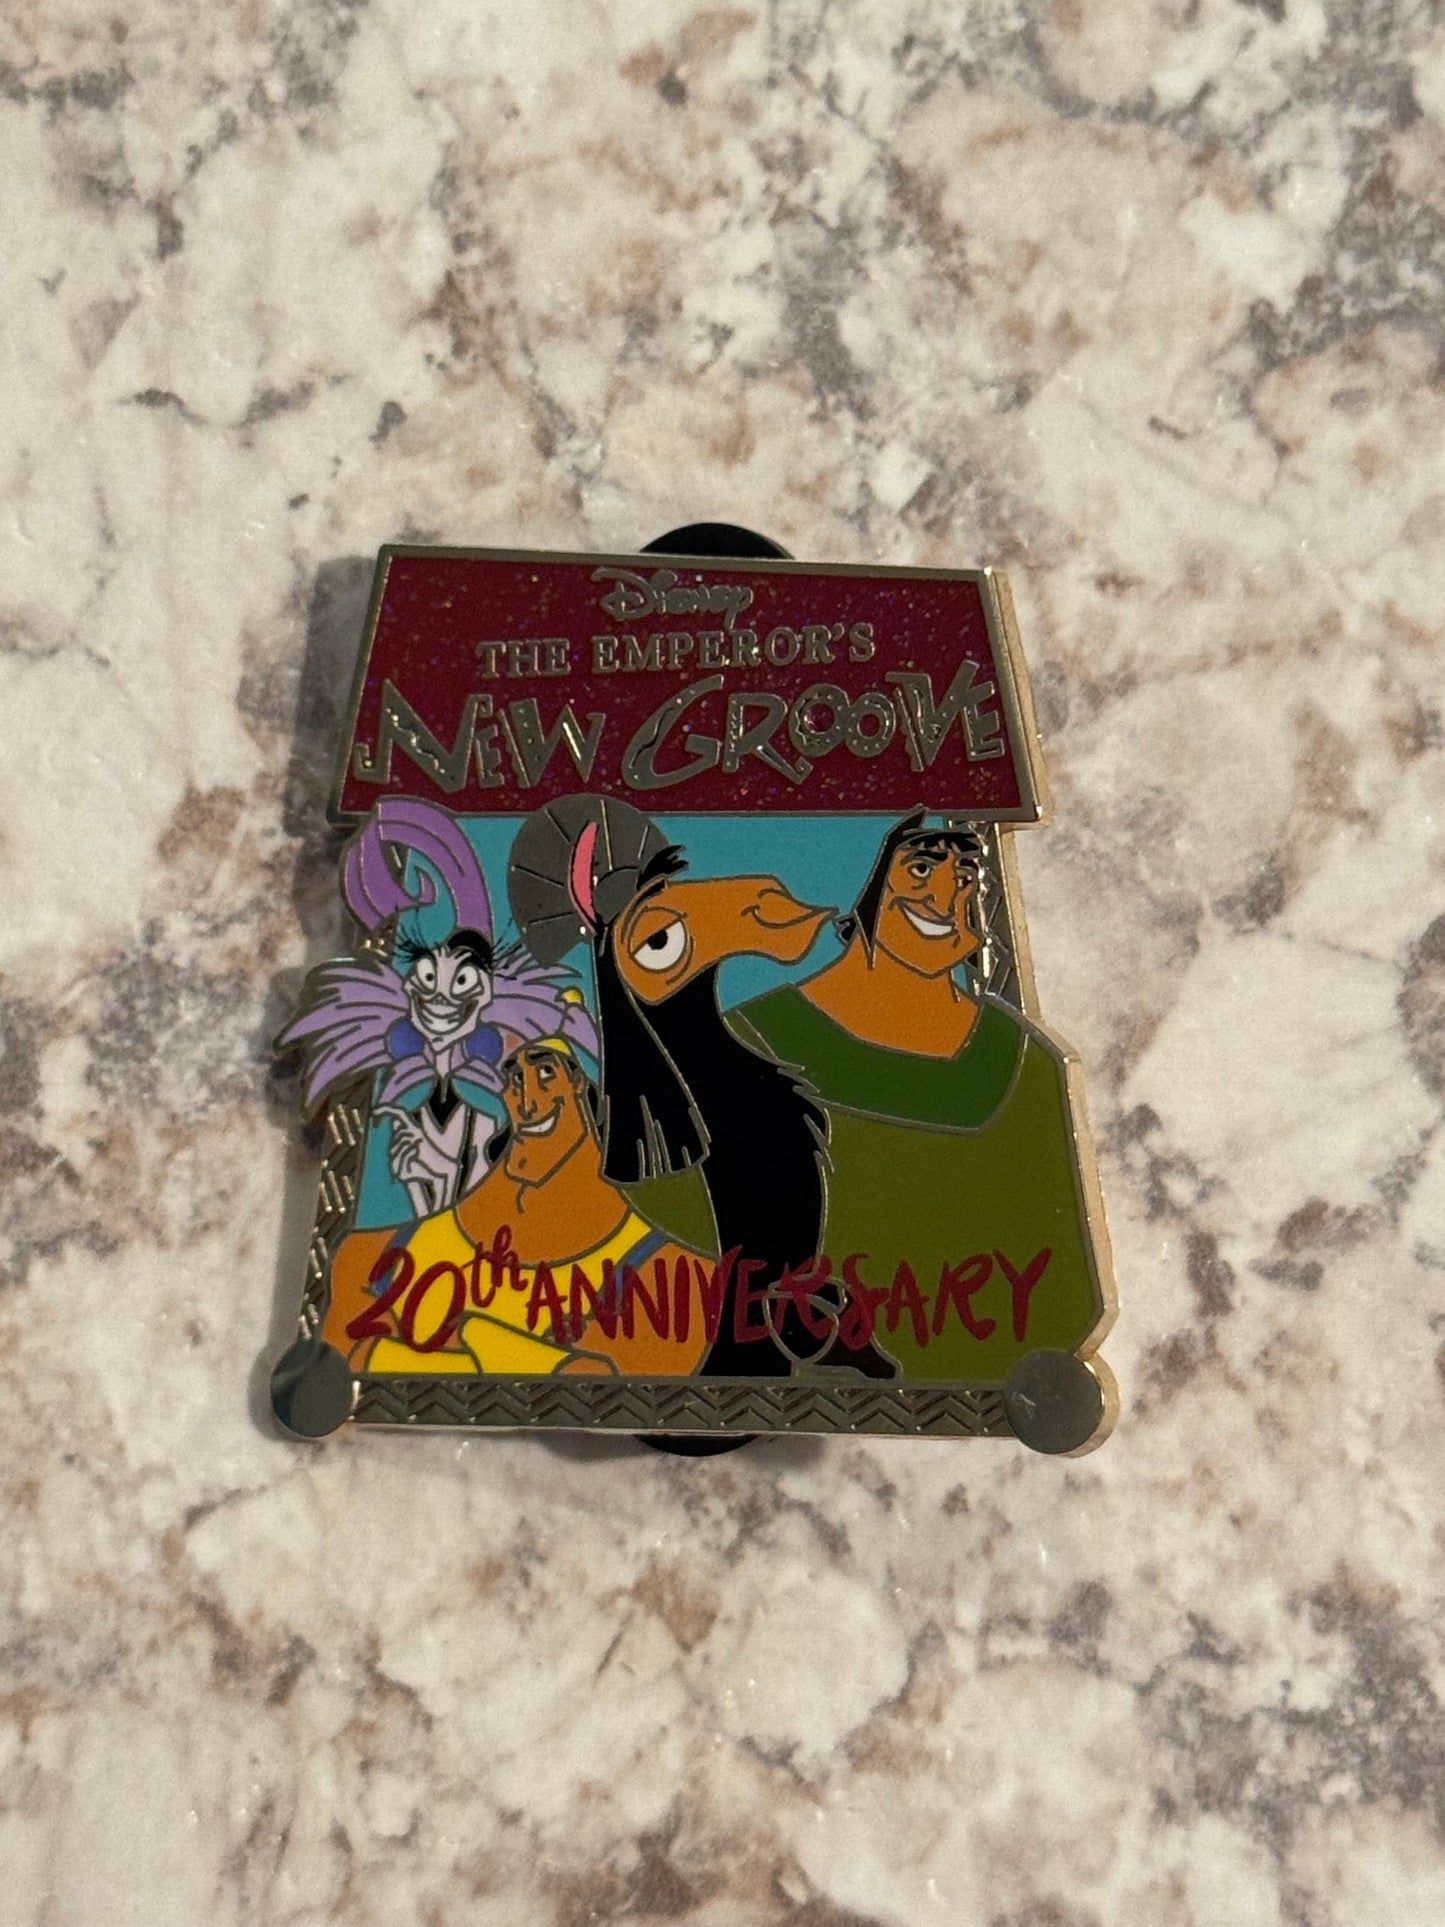 Disney
THE EMPEROR'S
NEW GROOVE
20th ANNIVERSARY